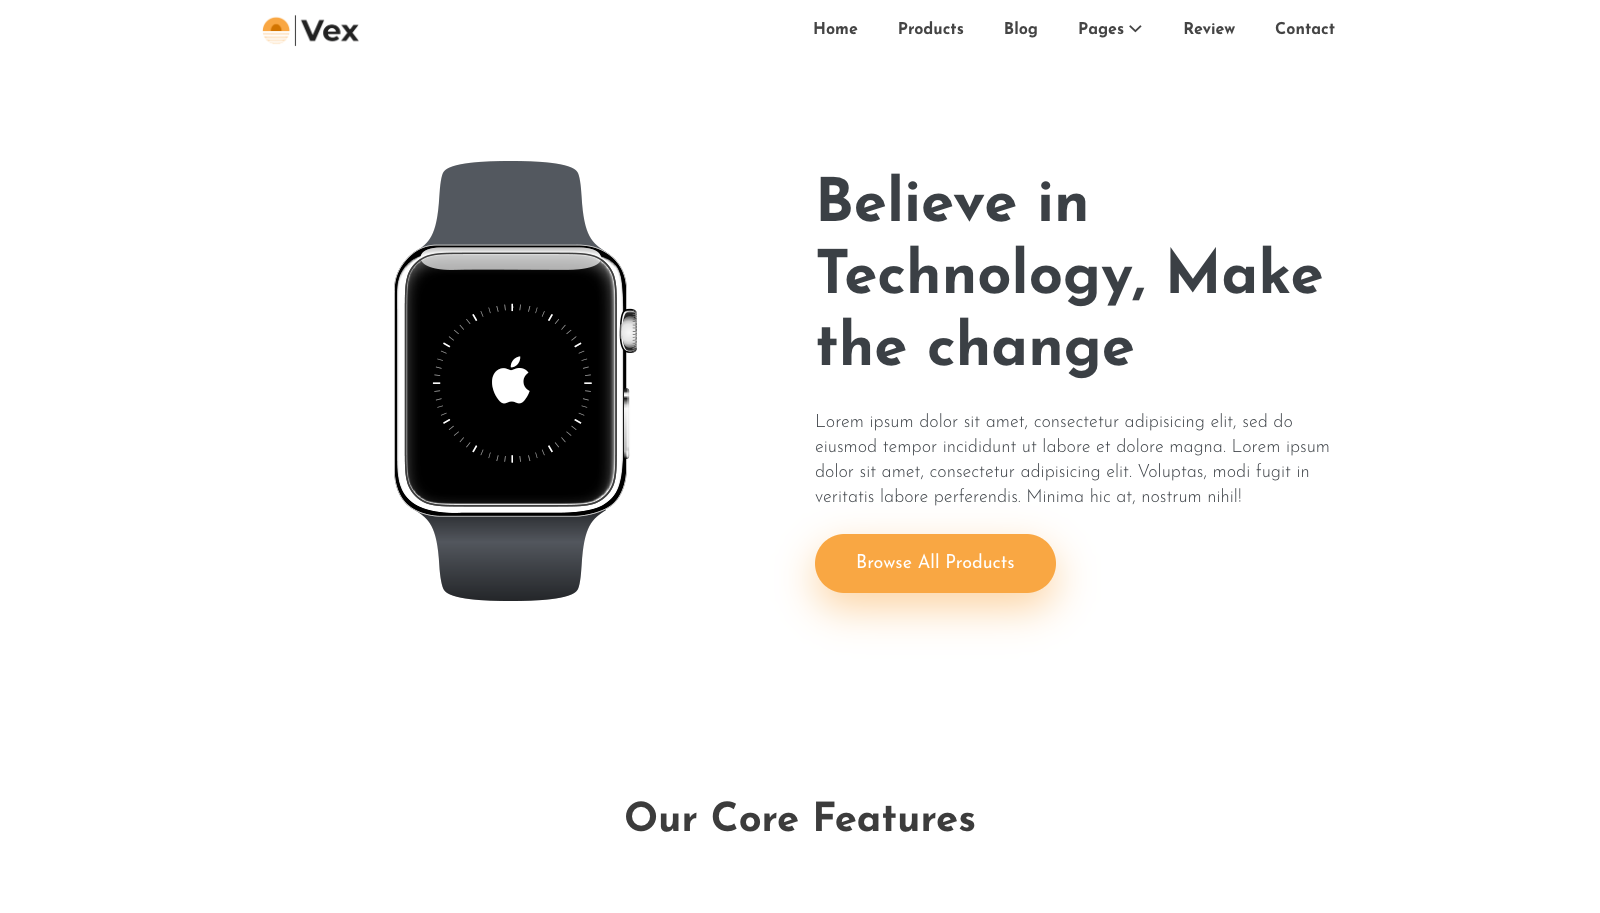 Vex
Home Products Blog Pages Review Contact
Believe in
Technology, Make
the change
Lorem ipsum dolor sit amet, consectetur adipisicing elit, sed do
eiusmod tempor incididunt ut labore et dolore magna. Lorem ipsum
dolor sit amet, consectetur adipisicing elit. Voluptas, modi fugit in
veritatis labore perferendis. Minima hic at, nostrum nihil!
Browse All Products
Our Core Features